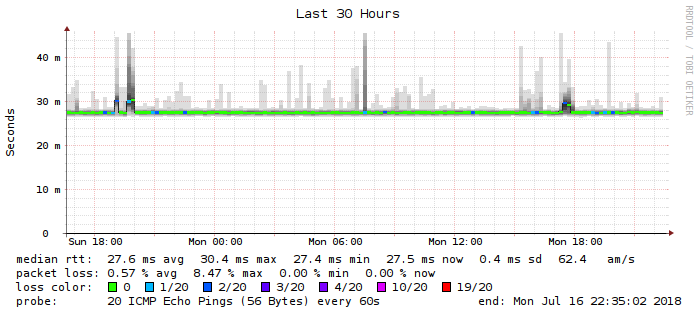 Last 30 Hours
RRDTOOL / TOBI OETIKER
Seconds
40 m
30 m
20 m
10 m
0
Sun 18:00 Mon 00:00 Mon 06:00 Mon 12:00 Mon 18:00
median rtt: 27.6 ms avg 30.4 ms max 27.4 ms min 27.5 ms now 0.4 ms sd 62.4 am/s
packet loss: 0.57 % avg 8.47 % max 0.00 % min 0.00 % now
loss color: 0 1/20 2/20 3/20 4/20 10/20 19/20
probe: 20 ICMP Echo Pings (56 Bytes) every 60s end: Mon Jul 16 22:35:02 2018